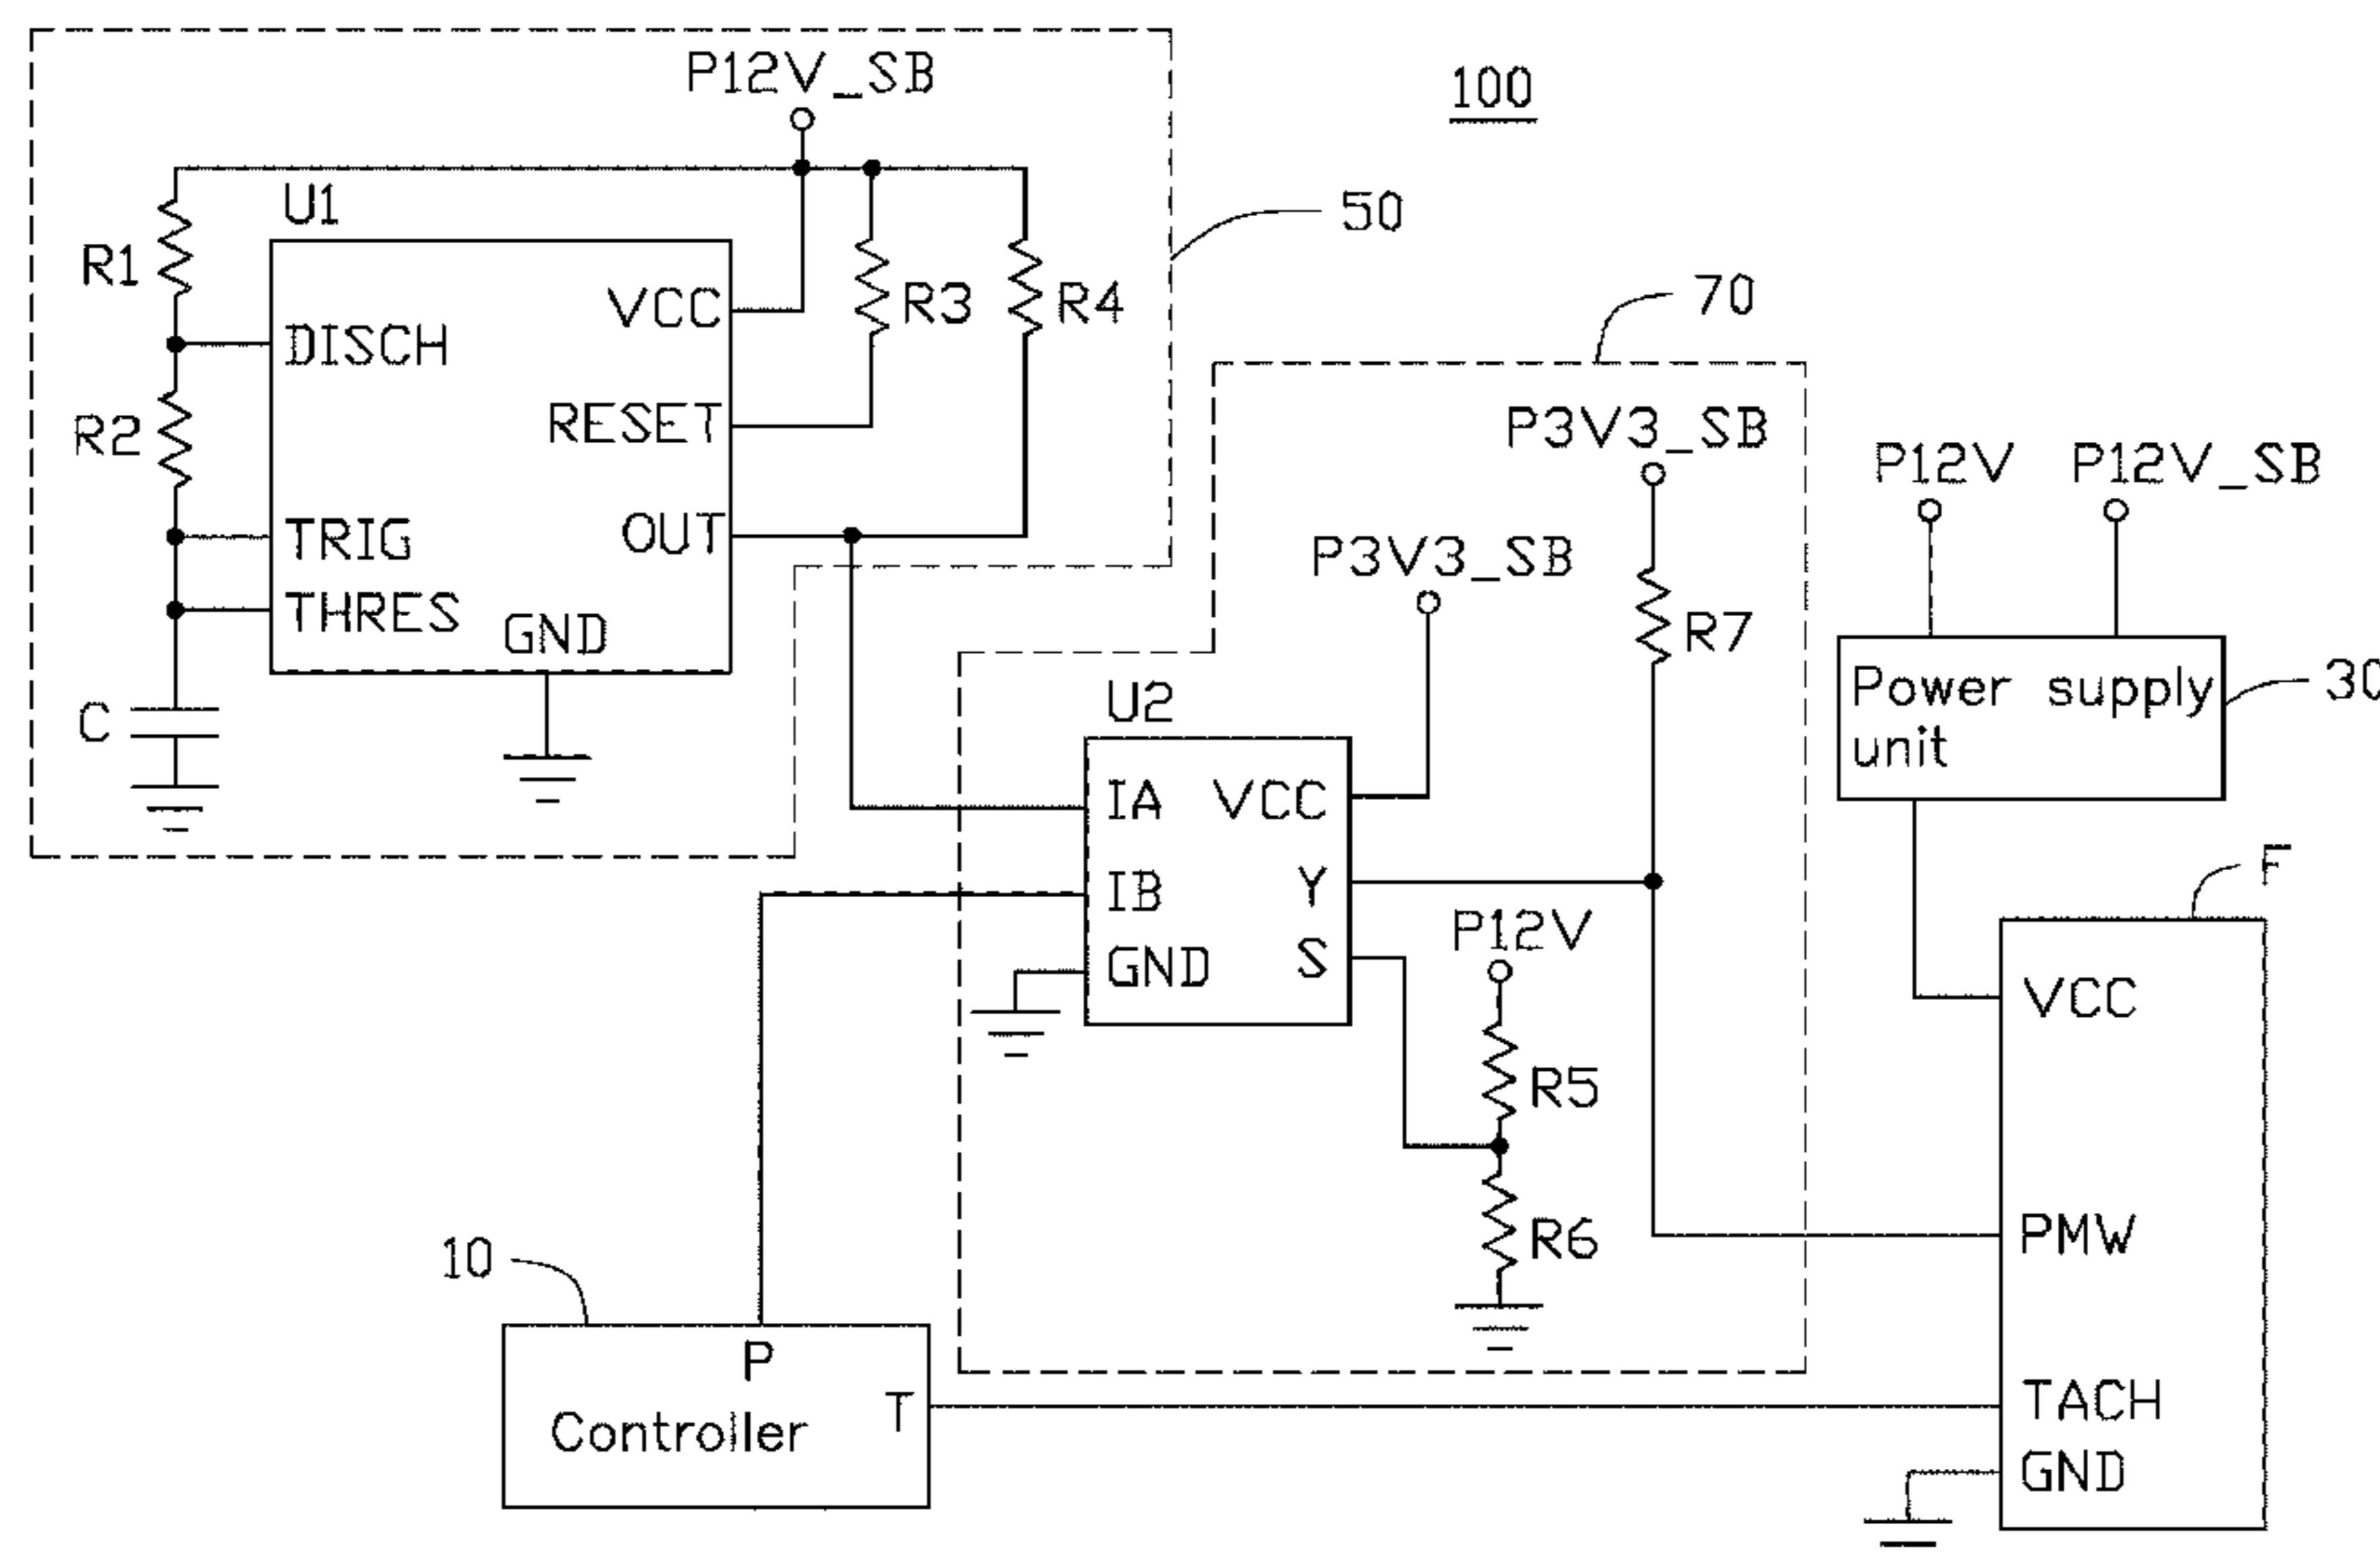 P12V_SB
100
U1
50
R1
VCC
R3
R4
70
DISCH
R2
RESET
P3V3_SB
P12V
P12V_SB
TRIG
OUT
P3V3_SB
THRES
GND
R7
C
U2
Power supply
unit
30
IA
VCC
IB
Y
F
P12V
GND
S
VCC
R5
10
R6
PMW
P
T
TACH
Controller
GND